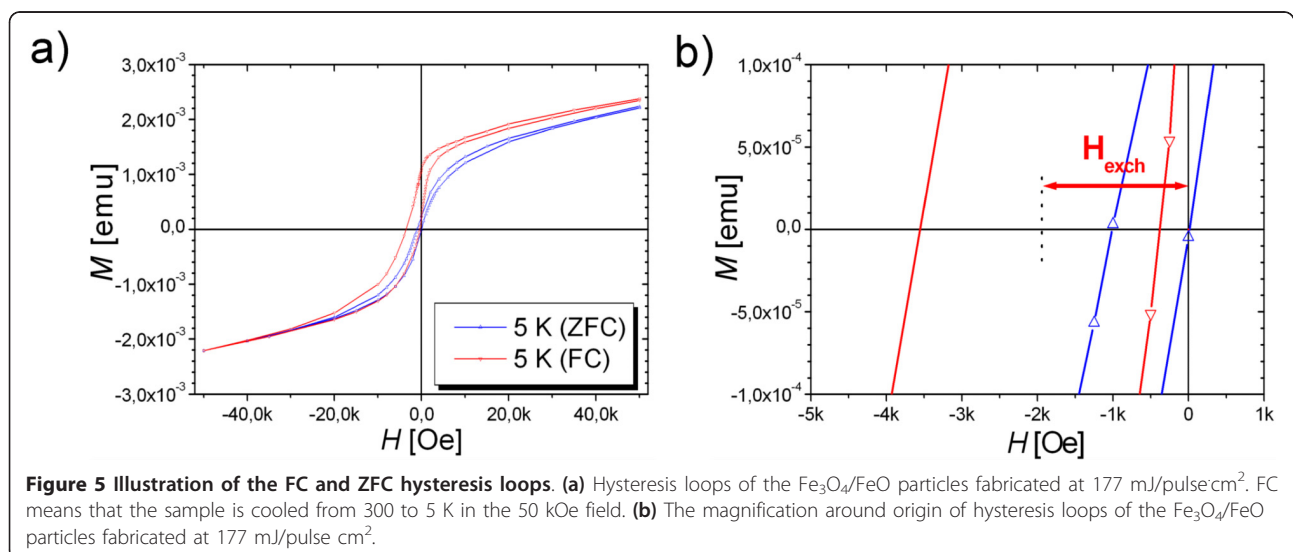 a)
3,0x10⁻³
2,0x10⁻³
1,0x10⁻³
0,0
-1,0x10⁻³
-2,0x10⁻³
-3,0x10⁻³
M [emu]
-40,0k -20,0k 0,0 20,0k 40,0k
H [Oe]
5 K (ZFC)
5 K (FC)
b)
1,0x10⁻⁴
5,0x10⁻⁵
0,0
-5,0x10⁻⁵
-1,0x10⁻⁴
M [emu]
H_exch
-5k -4k -3k -2k -1k 0 1k
H [Oe]
Figure 5 Illustration of the FC and ZFC hysteresis loops. (a) Hysteresis loops of the Fe₃O₄/FeO particles fabricated at 177 mJ/pulse·cm². FC
means that the sample is cooled from 300 to 5 K in the 50 kOe field. (b) The magnification around origin of hysteresis loops of the Fe₃O₄/FeO
particles fabricated at 177 mJ/pulse cm².